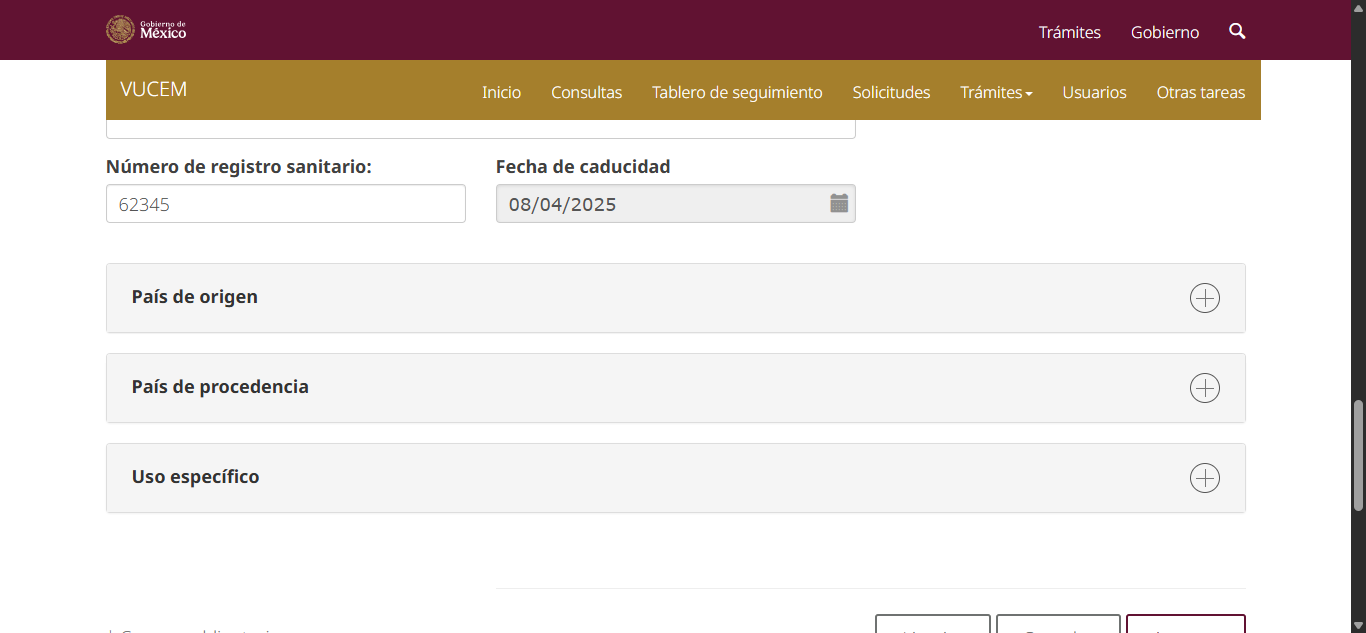 Gobierno de
México
Trámites Gobierno
VUCEM Inicio Consultas Tablero de seguimiento Solicitudes Trámites Usuarios Otras tareas
Número de registro sanitario: Fecha de caducidad
62345 08/04/2025
País de origen
País de procedencia
Uso específico